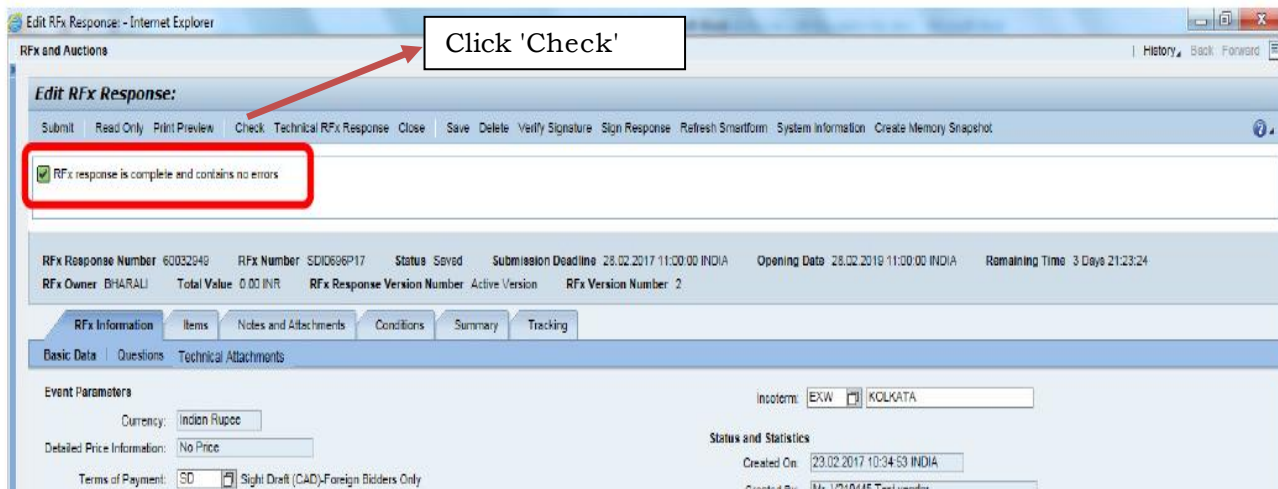 Edit RFx Response: - Internet Explorer
Click 'Check'
RFx and Auctions
History Back Forward
Edit RFx Response:
Submit Read Only Print Preview Check Technical RFx Response Close Save Delete Verify Signature Sign Response Refresh Smartform System Information Create Memory Snapshot
RFx response is complete and contains no errors
RFx Response Number 60032949 RFx Number SDI0696P17 Status Saved Submission Deadline 28.02.2017 11:00:00 INDIA Opening Date 28.02.2019 11:00:00 INDIA Remaining Time 3 Days 21:23:24
RFx Owner BHARALI Total Value 0.00 INR RFx Response Version Number Active Version RFx Version Number 2
RFx Information Items Notes and Attachments Conditions Summary Tracking
Basic Data Questions Technical Attachments
Event Parameters
Incoterm: EXW KOLKATA
Currency: Indian Rupee
Status and Statistics
Detailed Price Information: No Price
Created On: 23.02.2017 10:34:53 INDIA
Terms of Payment: SD Sight Draft (CAD)-Foreign Bidders Only
Created By: Mr.